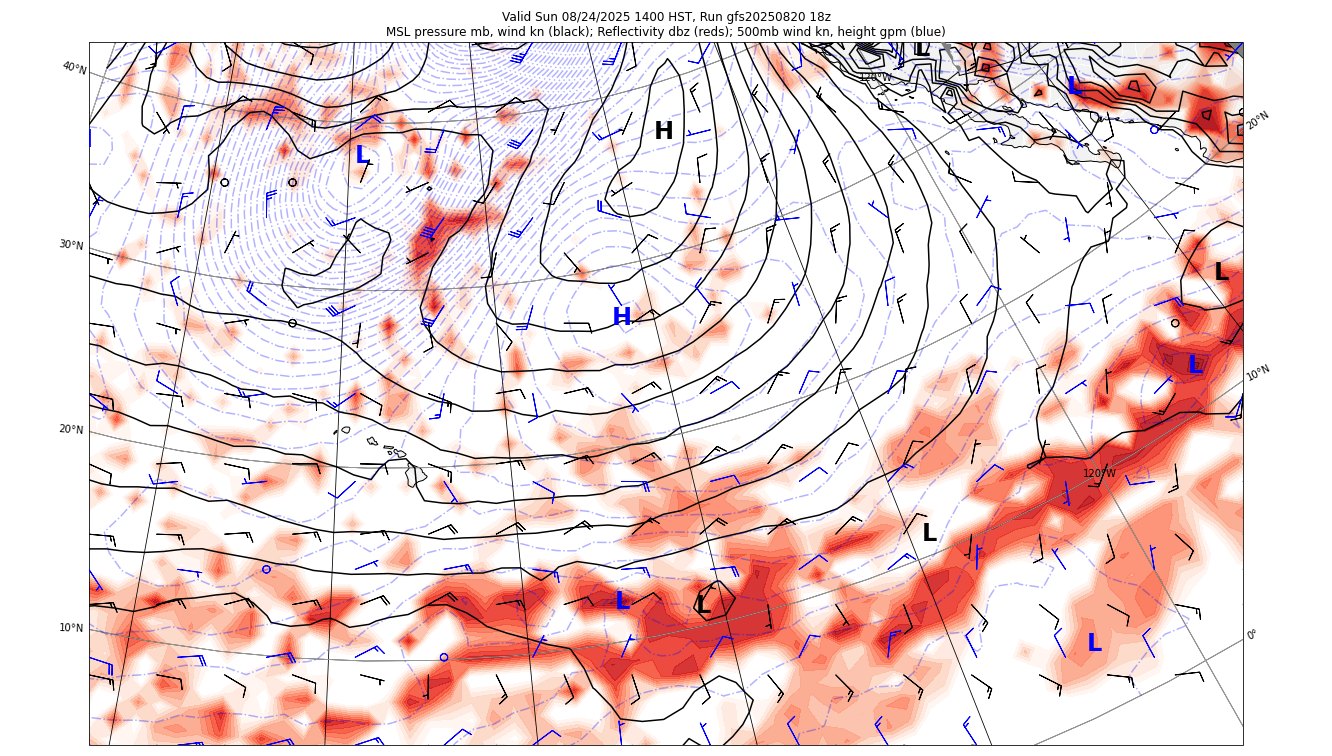 Valid Sun 08/24/2025 1400 HST, Run gfs20250820 18z
MSL pressure mb, wind kn (black); Reflectivity dbz (reds); 500mb wind kn, height gpm (blue)
L
40°N
120°W
L
20°N
H
L
30°N
L
H
L
10°N
20°N
120°W
L
L
L
10°N
0°
L